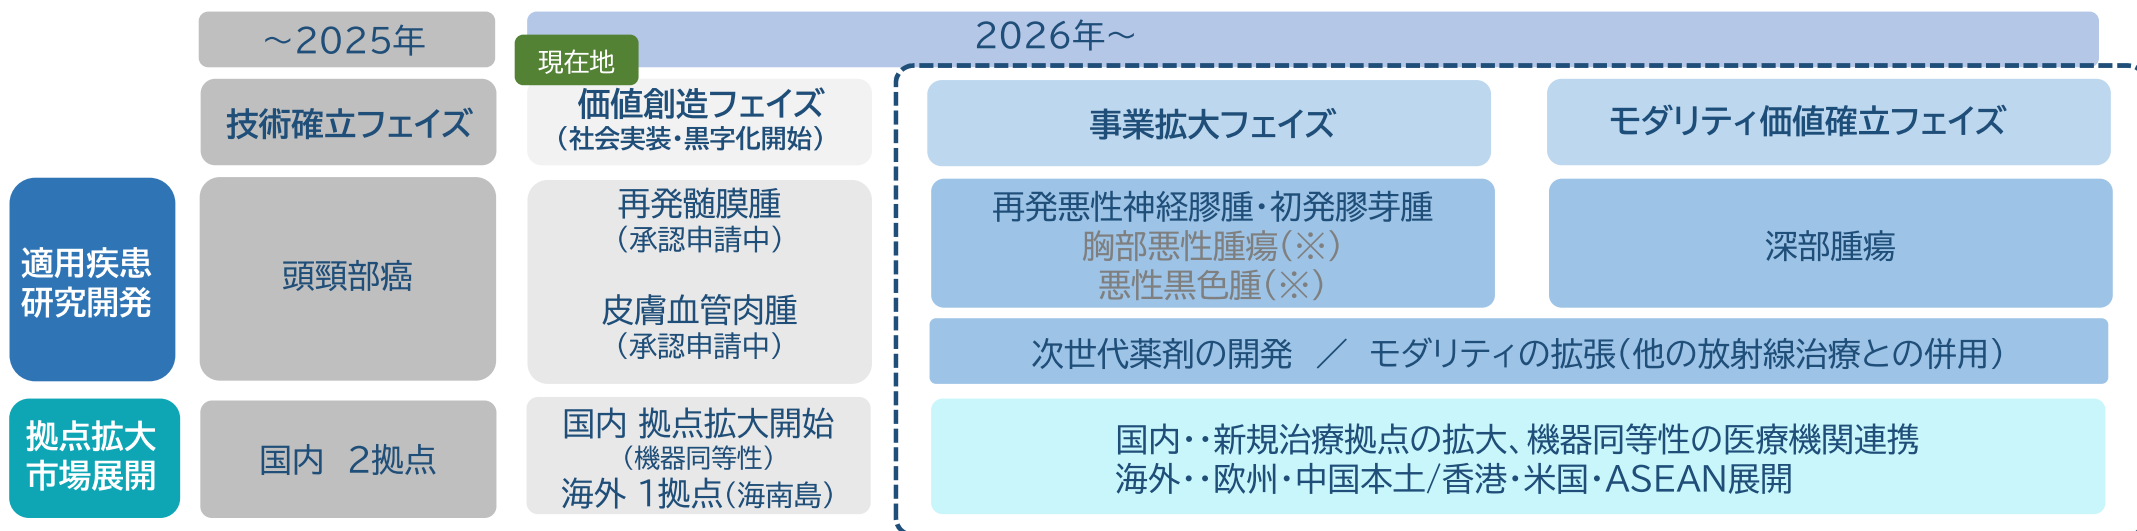 ～2025年
2026年～
現在地
技術確立フェイズ
価値創造フェイズ
（社会実装・黒字化開始）
事業拡大フェイズ
モダリティ価値確立フェイズ
適用疾患
研究開発
頭頸部癌
再発髄膜腫
（承認申請中）
皮膚血管肉腫
（承認申請中）
再発悪性神経膠腫・初発膠芽腫
胸部悪性腫瘍（※）
悪性黒色腫（※）
深部腫瘍
次世代薬剤の開発　／　モダリティの拡張（他の放射線治療との併用）
拠点拡大
市場展開
国内　2拠点
国内 拠点拡大開始
（機器同等性）
海外 1拠点（海南島）
国内・・新規治療拠点の拡大、機器同等性の医療機関連携
海外・・欧州・中国本土/香港・米国・ASEAN展開